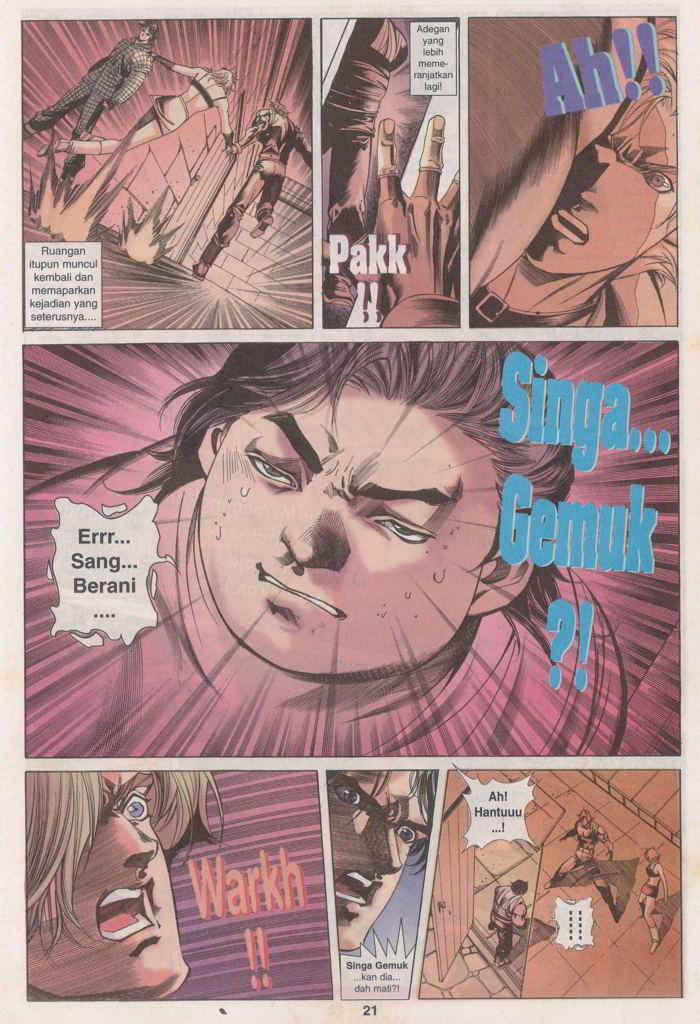 Ruangan
itupun muncul
kembali dan
memaparkan
kejadian yang
seterusnya....
Adegan
yang
lebih
meme-
ranjatkan
lagi!
Pakk
!!
Ah!!
Errr...
Sang...
Berani
....
Singa...
Gemuk
?!
Warkh
!!
Singa Gemuk
...kan dia...
dah mati?!
Ah!
Hantuuu
...!
21